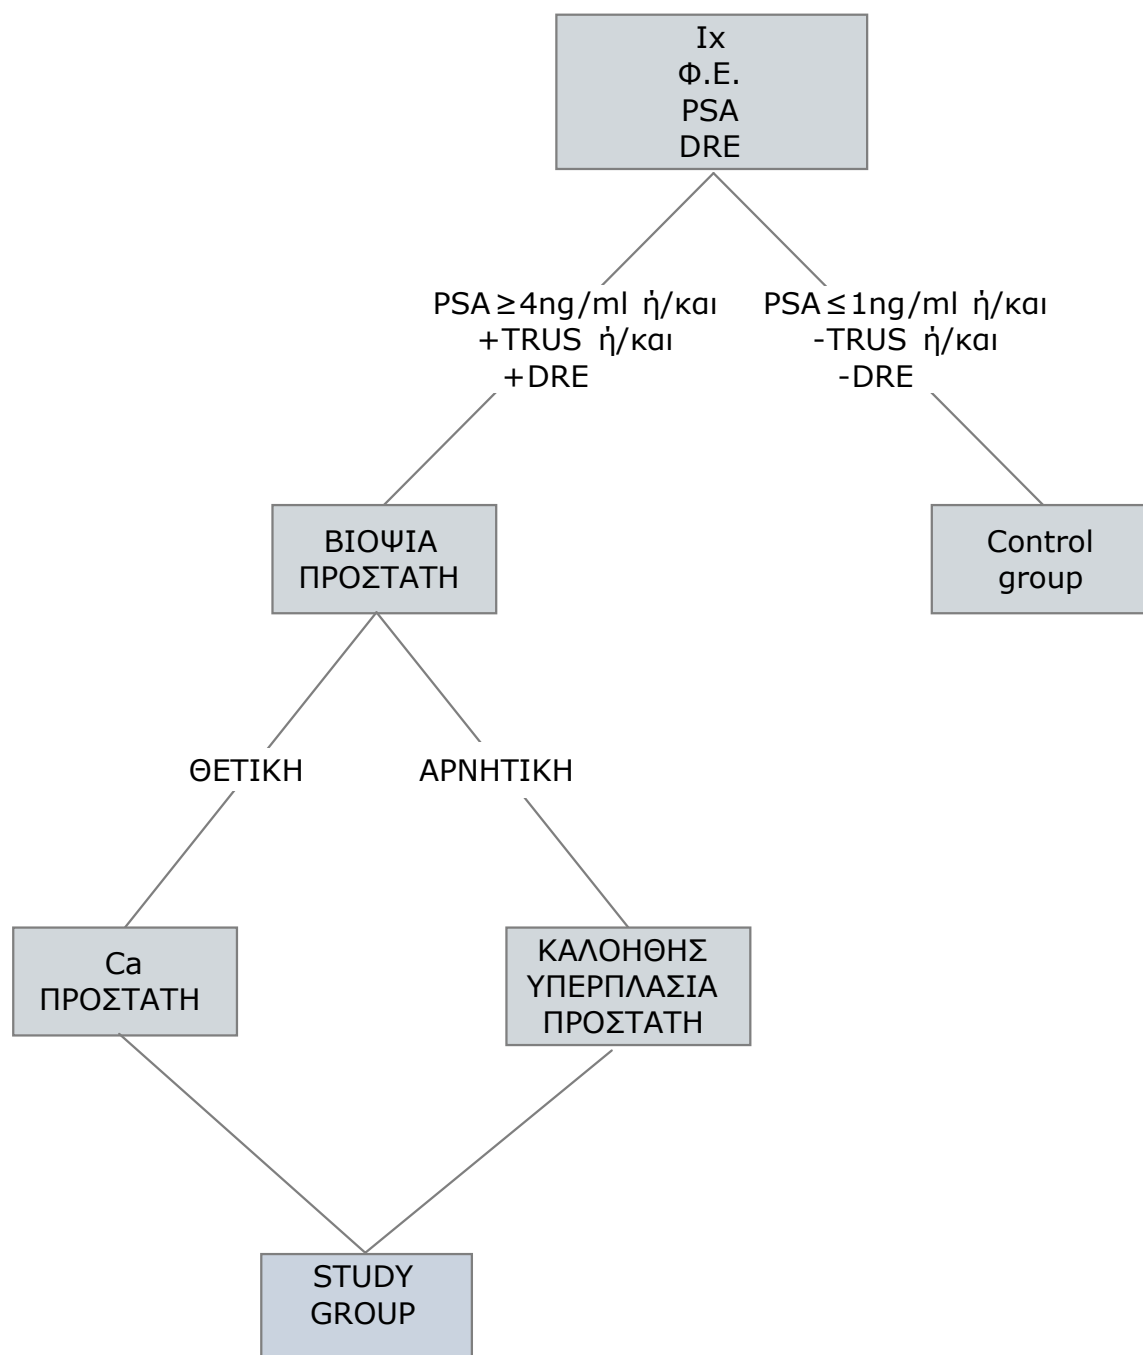 Ix
Φ.Ε.
PSA
DRE
PSA≥4ng/ml ή/και
+TRUS ή/και
+DRE
PSA≤1ng/ml ή/και
-TRUS ή/και
-DRE
ΒΙΟΨΙΑ
ΠΡΟΣΤΑΤΗ
Control
group
ΘΕΤΙΚΗ
ΑΡΝΗΤΙΚΗ
Ca
ΠΡΟΣΤΑΤΗ
ΚΑΛΟΗΘΗΣ
ΥΠΕΡΠΛΑΣΙΑ
ΠΡΟΣΤΑΤΗ
STUDY
GROUP